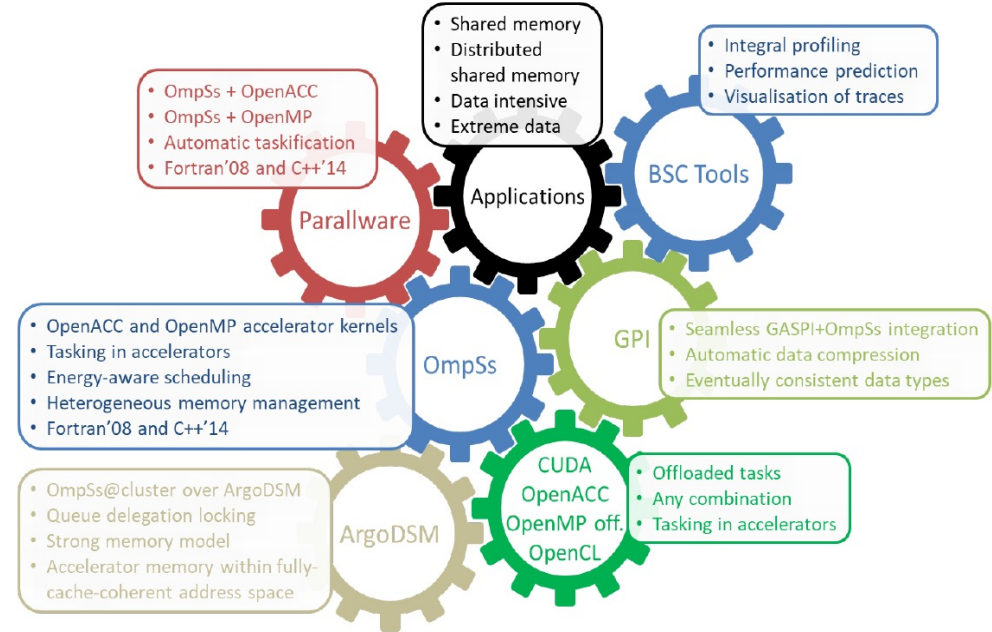 • Shared memory
• Distributed
shared memory
• Data intensive
• Extreme data
Applications
• Integral profiling
• Performance prediction
• Visualisation of traces
BSC Tools
• OmpSs + OpenACC
• OmpSs + OpenMP
• Automatic taskification
• Fortran’08 and C++’14
Parallware
• OpenACC and OpenMP accelerator kernels
• Tasking in accelerators
• Energy-aware scheduling
• Heterogeneous memory management
• Fortran’08 and C++’14
OmpSs
GPI
• Seamless GASPI+OmpSs integration
• Automatic data compression
• Eventually consistent data types
• OmpSs@cluster over ArgoDSM
• Queue delegation locking
• Strong memory model
• Accelerator memory within fully-
cache-coherent address space
ArgoDSM
CUDA
OpenACC
OpenMP off.
OpenCL
• Offloaded tasks
• Any combination
• Tasking in accelerators